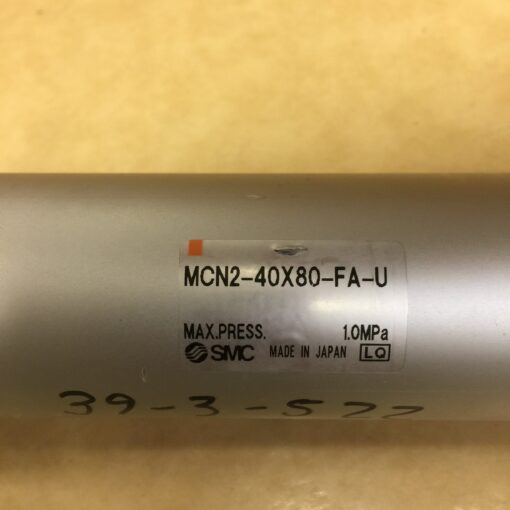 MCN2-40X80-FA-U
MAX.PRESS. 1.0MPa
SMC MADE IN JAPAN LQ
39-3-522